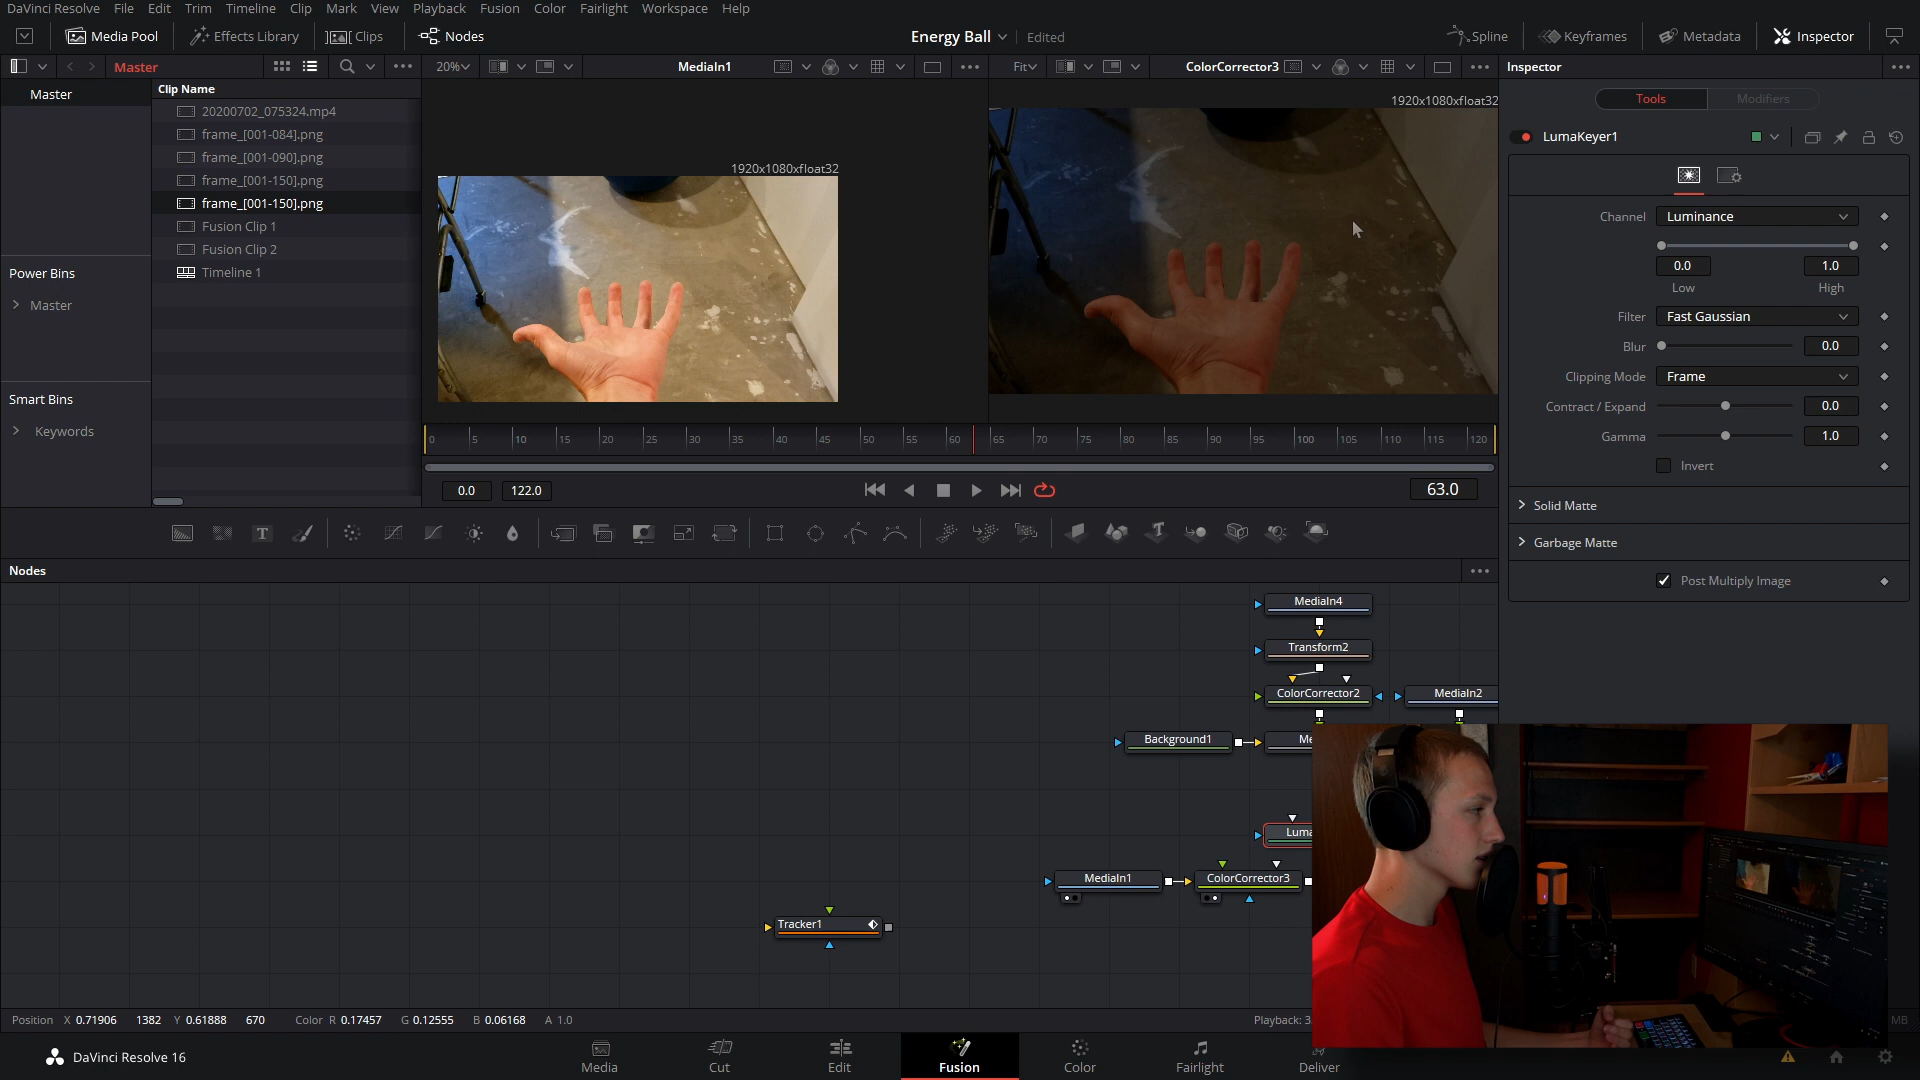 DaVinci Resolve File Edit Trim Timeline Clip Mark View Playback Fusion Color Fairlight Workspace Help
Media Pool Effects Library Clips Nodes Energy Ball Edited Spline Keyframes Metadata Inspector
Master 20% MediaIn1 Fit ColorCorrector3 Inspector
Master
Clip Name
20200702_075324.mp4
frame_[001-084].png
frame_[001-090].png
frame_[001-150].png
frame_[001-150].png
Fusion Clip 1
Fusion Clip 2
Timeline 1
Power Bins
Master
Smart Bins
Keywords
1920x1080xfloat32
1920x1080xfloat32
0 5 10 15 20 25 30 35 40 45 50 55 60 65 70 75 80 85 90 95 100 105 110 115 120
0.0 122.0 63.0
Tools Modifiers
LumaKeyer1
Channel Luminance
0.0 1.0
Low High
Filter Fast Gaussian
Blur 0.0
Clipping Mode Frame
Contract / Expand 0.0
Gamma 1.0
Invert
Solid Matte
Garbage Matte
Post Multiply Image
Nodes
MediaIn4
Transform2
ColorCorrector2 MediaIn2
Background1 Me
Luma
MediaIn1 ColorCorrector3
Tracker1
Position X 0.71906 1382 Y 0.61888 670 Color R 0.17457 G 0.12555 B 0.06168 A 1.0 Playback: 3 MB
DaVinci Resolve 16 Media Cut Edit Fusion Color Fairlight Deliver